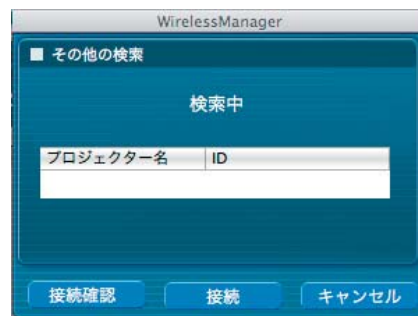 WirelessManager
■ その他の検索
検索中
プロジェクター名 ID
接続確認 接続 キャンセル